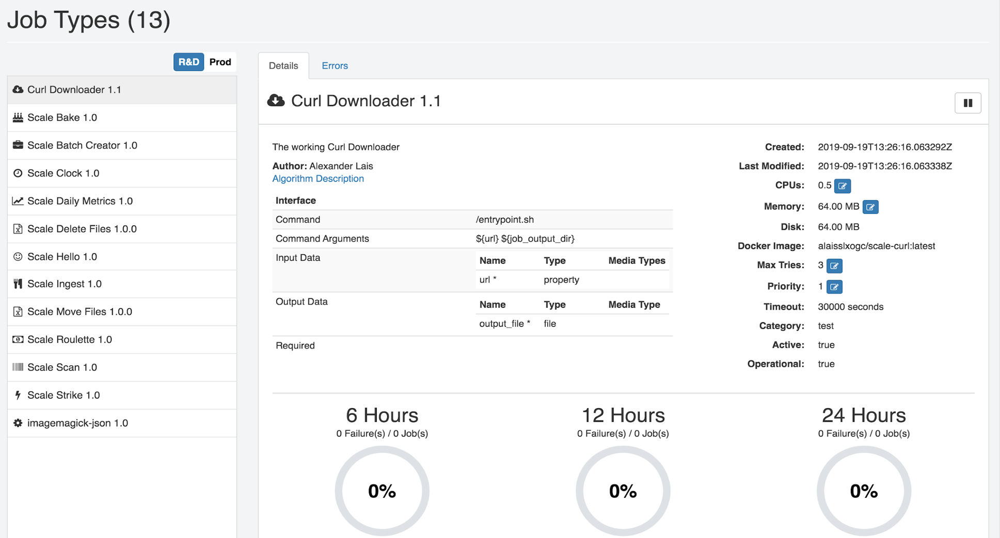 Job Types (13)
R&D Prod
Curl Downloader 1.1
Scale Bake 1.0
Scale Batch Creator 1.0
Scale Clock 1.0
Scale Daily Metrics 1.0
Scale Delete Files 1.0.0
Scale Hello 1.0
Scale Ingest 1.0
Scale Move Files 1.0.0
Scale Roulette 1.0
Scale Scan 1.0
Scale Strike 1.0
imagemagick-json 1.0
Details Errors
Curl Downloader 1.1
The working Curl Downloader
Author: Alexander Lais
Algorithm Description
Interface
Command /entrypoint.sh
Command Arguments ${url} ${job_output_dir}
Input Data Name Type Media Types
url * property
Output Data Name Type Media Type
output_file * file
Required
Created: 2019-09-19T13:26:16.063292Z
Last Modified: 2019-09-19T13:26:16.063338Z
CPUs: 0.5
Memory: 64.00 MB
Disk: 64.00 MB
Docker Image: alaisslxogc/scale-curl:latest
Max Tries: 3
Priority: 1
Timeout: 30000 seconds
Category: test
Active: true
Operational: true
6 Hours
0 Failure(s) / 0 Job(s)
0%
12 Hours
0 Failure(s) / 0 Job(s)
0%
24 Hours
0 Failure(s) / 0 Job(s)
0%